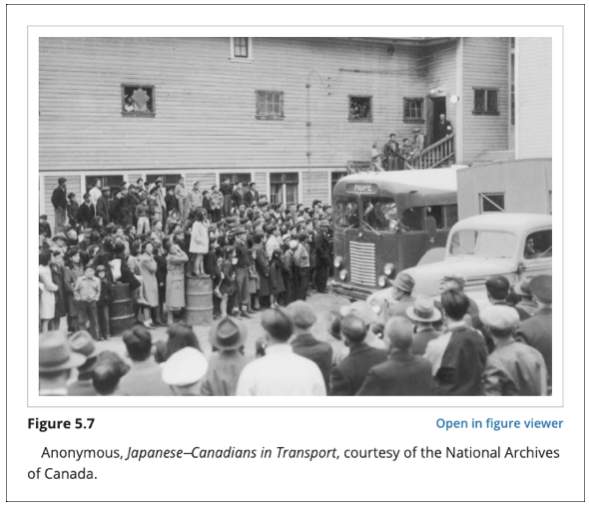 Figure 5.7
Open in figure viewer
Anonymous, Japanese–Canadians in Transport, courtesy of the National Archives
of Canada.